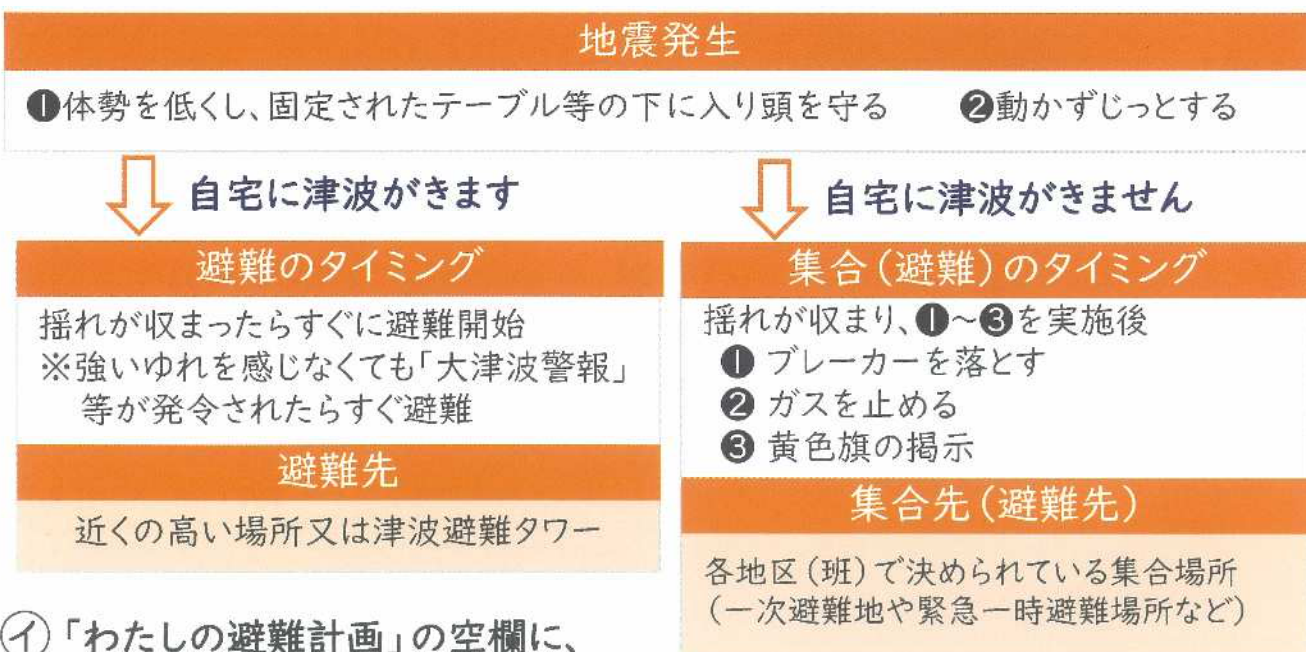 地震発生
❶体勢を低くし、固定されたテーブル等の下に入り頭を守る ❷動かずじっとする
自宅に津波がきます
避難のタイミング
揺れが収まったらすぐに避難開始
※強いゆれを感じなくても「大津波警報」
等が発令されたらすぐ避難
避難先
近くの高い場所又は津波避難タワー
自宅に津波がきません
集合(避難)のタイミング
揺れが収まり、❶~❸を実施後
❶ ブレーカーを落とす
❷ ガスを止める
❸ 黄色旗の掲示
集合先(避難先)
各地区(班)で決められている集合場所
(一次避難地や緊急一時避難場所など)
㋑「わたしの避難計画」の空欄に、